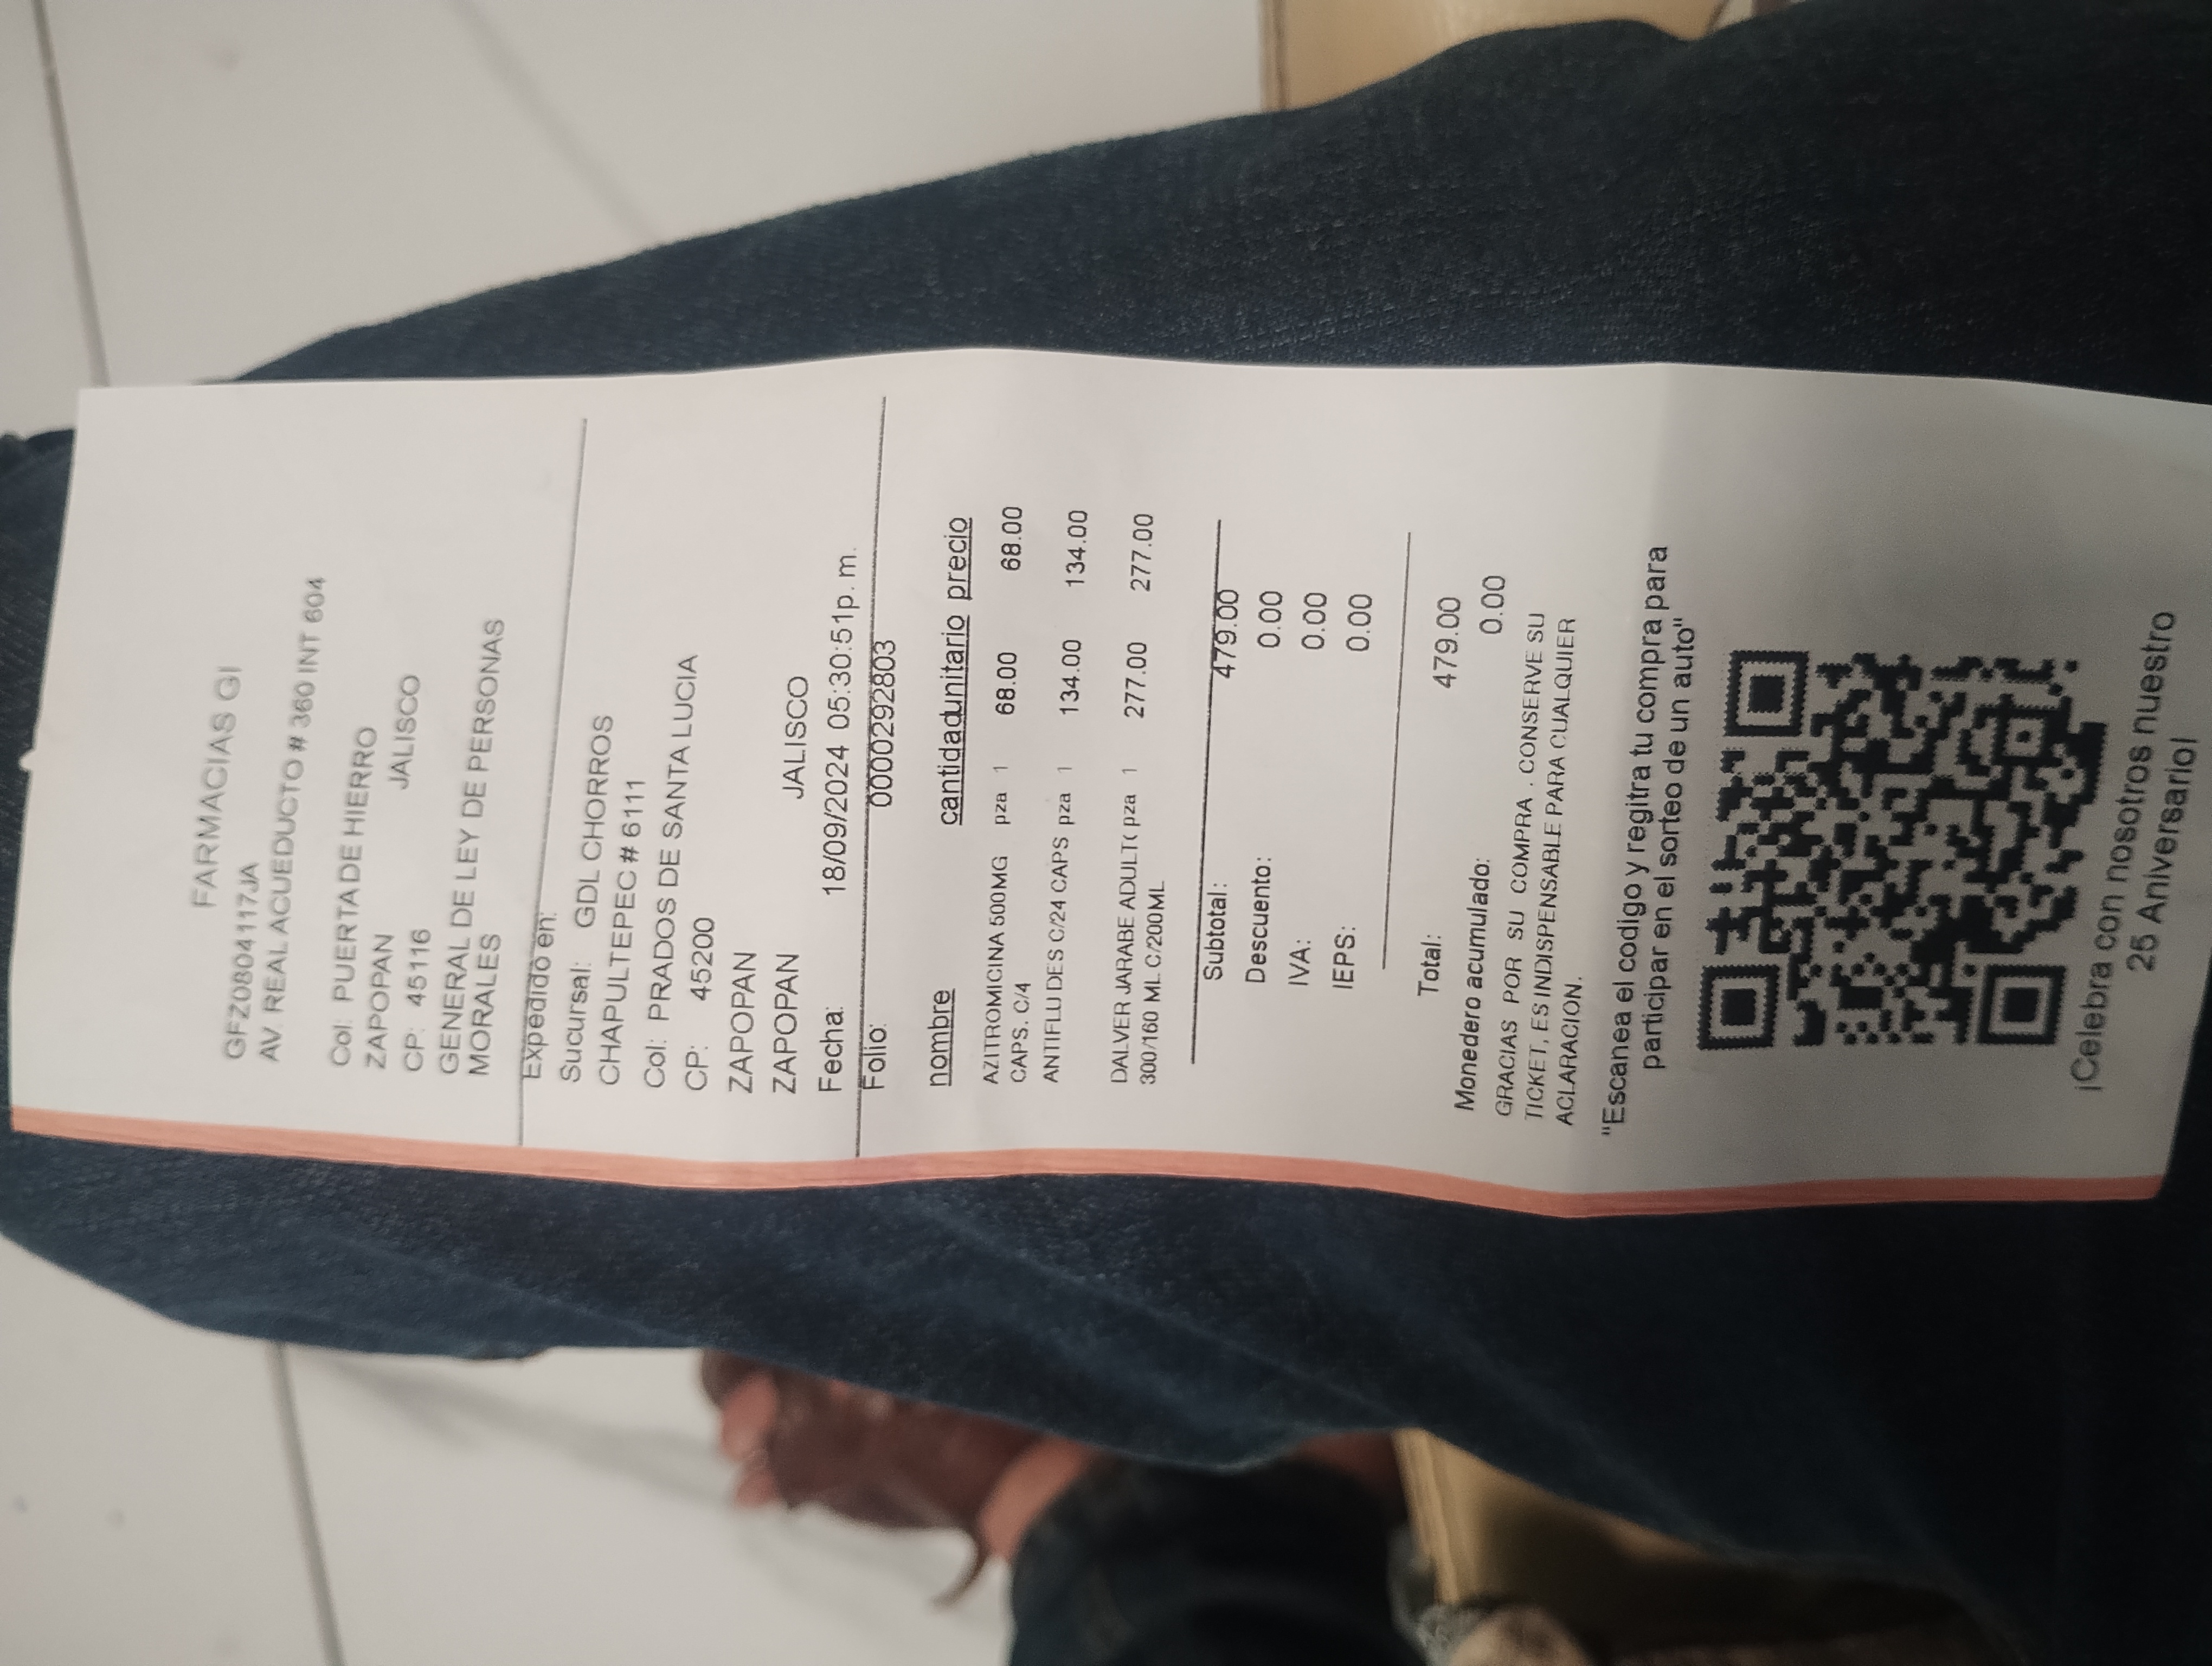 FARMACIAS GI
GFZ0804117JA
AV. REAL ACUEDUCTO # 360 INT 604
Col: PUERTA DE HIERRO
ZAPOPAN JALISCO
CP: 45116
GENERAL DE LEY DE PERSONAS
MORALES
Expedido en:
Sucursal: GDL CHORROS
CHAPULTEPEC # 6111
Col: PRADOS DE SANTA LUCIA
CP: 45200
ZAPOPAN
ZAPOPAN JALISCO
Fecha: 18/09/2024 05:30:51p. m.
Folio: 0000292803
nombre cantidadunitario precio
AZITROMICINA 500MG pza 1 68.00 68.00
CAPS. C/4
ANTIFLU DES C/24 CAPS pza 1 134.00 134.00
DALVER JARABE ADULT( pza 1 277.00 277.00
300/160 ML C/200ML
Subtotal: 479.00
Descuento: 0.00
IVA: 0.00
IEPS: 0.00
Total: 479.00
Monedero acumulado: 0.00
GRACIAS POR SU COMPRA . CONSERVE SU
TICKET, ES INDISPENSABLE PARA CUALQUIER
ACLARACION.
"Escanea el codigo y regitra tu compra para
participar en el sorteo de un auto"
¡Celebra con nosotros nuestro
25 Aniversario!